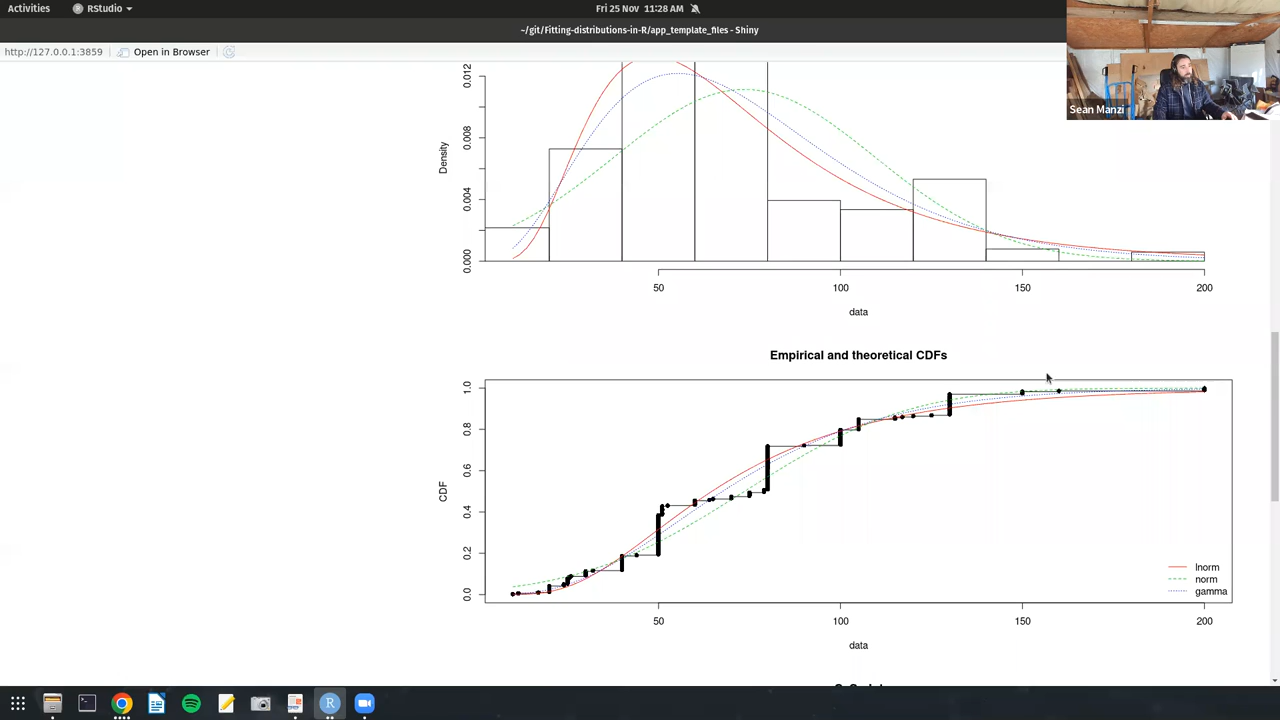 Activities
RStudio
Fri 25 Nov 11:28 AM
~/git/Fitting-distributions-in-R/app_template_files - Shiny
http://127.0.0.1:3859
Open in Browser
Sean Manzi
Density
0.012
0.008
0.004
0.000
50
100
150
200
data
Empirical and theoretical CDFs
CDF
1.0
0.8
0.6
0.4
0.2
0.0
lnorm
norm
gamma
50
100
150
200
data